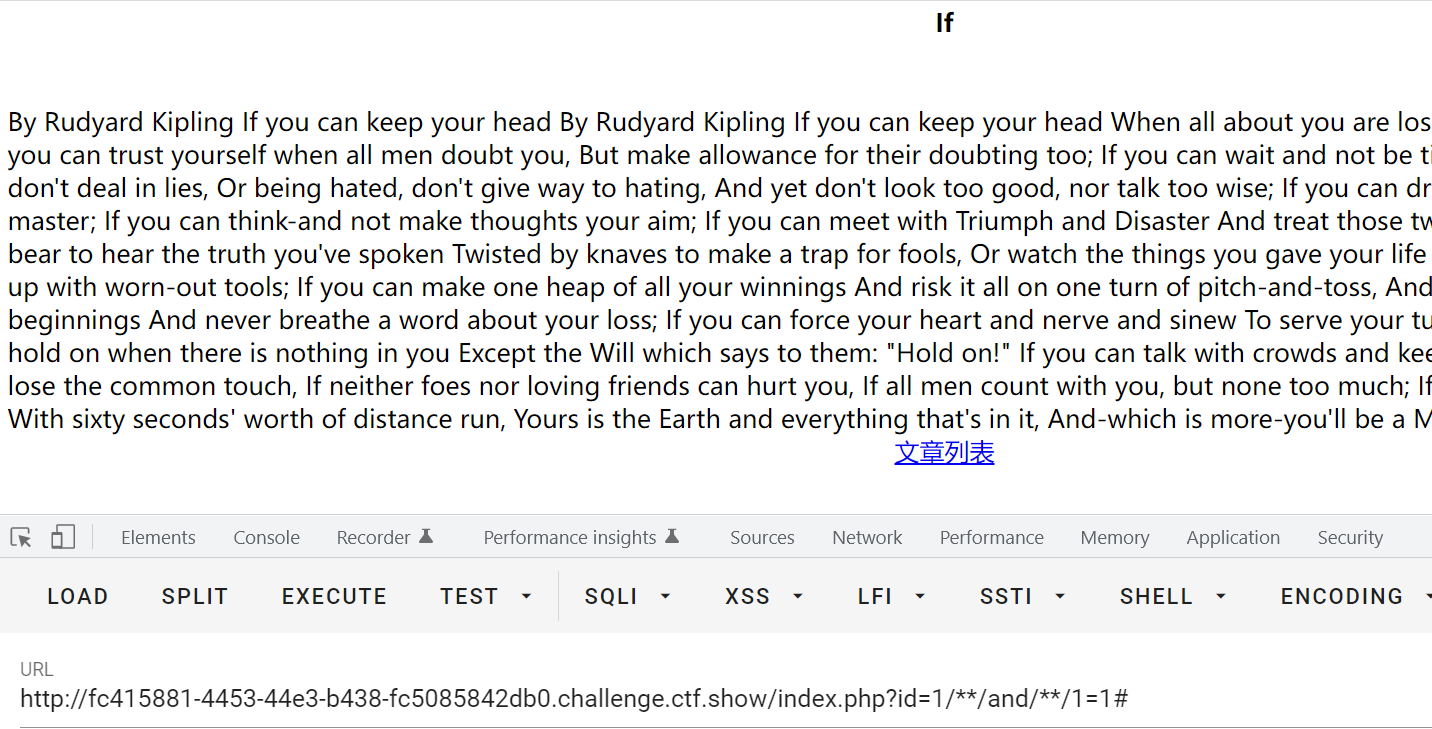 If
By Rudyard Kipling If you can keep your head By Rudyard Kipling If you can keep your head When all about you are los
you can trust yourself when all men doubt you, But make allowance for their doubting too; If you can wait and not be ti
don't deal in lies, Or being hated, don't give way to hating, And yet don't look too good, nor talk too wise; If you can dr
master; If you can think-and not make thoughts your aim; If you can meet with Triumph and Disaster And treat those tw
bear to hear the truth you've spoken Twisted by knaves to make a trap for fools, Or watch the things you gave your life
up with worn-out tools; If you can make one heap of all your winnings And risk it all on one turn of pitch-and-toss, And
beginnings And never breathe a word about your loss; If you can force your heart and nerve and sinew To serve your tu
hold on when there is nothing in you Except the Will which says to them: "Hold on!" If you can talk with crowds and kee
lose the common touch, If neither foes nor loving friends can hurt you, If all men count with you, but none too much; If
With sixty seconds' worth of distance run, Yours is the Earth and everything that's in it, And-which is more-you'll be a M
文章列表
Elements Console Recorder Performance insights Sources Network Performance Memory Application Security
LOAD SPLIT EXECUTE TEST SQLI XSS LFI SSTI SHELL ENCODING
URL
http://fc415881-4453-44e3-b438-fc5085842db0.challenge.ctf.show/index.php?id=1/**/and/**/1=1#